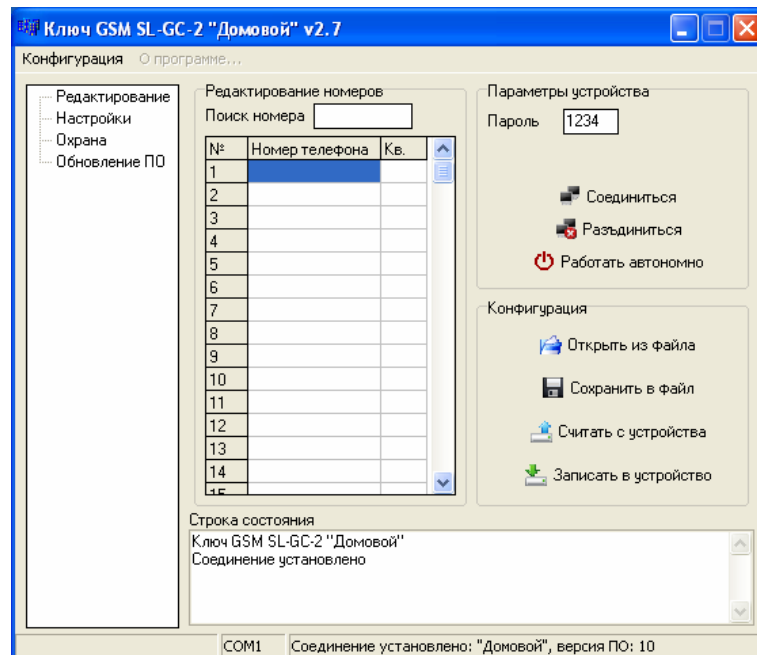 Ключ GSM SL-GC-2 "Домовой" v2.7
Конфигурация О программе...
Редактирование
Настройки
Охрана
Обновление ПО
Редактирование номеров
Поиск номера
№ Номер телефона Кв.
1
2
3
4
5
6
7
8
9
10
11
12
13
14
15
Параметры устройства
Пароль 1234
Соединиться
Разъдиниться
Работать автономно
Конфигурация
Открыть из файла
Сохранить в файл
Считать с устройства
Записать в устройство
Строка состояния
Ключ GSM SL-GC-2 "Домовой"
Соединение установлено
COM1 Соединение установлено: "Домовой", версия ПО: 10